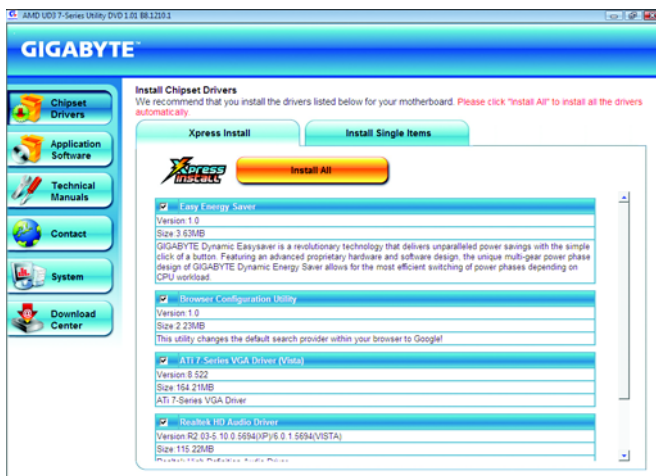 AMD UD3 7-Series Utility DVD 1.01 B8.1210.1
GIGABYTE™
Chipset
Drivers
Application
Software
Technical
Manuals
Contact
System
Download
Center
Install Chipset Drivers
We recommend that you install the drivers listed below for your motherboard. Please click "Install All" to install all the drivers
automatically.
Xpress Install
Install Single Items
Xpress
INSTALL
Install All
Easy Energy Saver
Version:1.0
Size:3.63MB
GIGABYTE Dynamic Easysaver is a revolutionary technology that delivers unparalleled power savings with the simple
click of a button. Featuring an advanced proprietary hardware and software design, the unique multi-gear power phase
design of GIGABYTE Dynamic Energy Saver allows for the most efficient switching of power phases depending on
CPU workload.
Browser Configuration Utility
Version:1.0
Size:2.23MB
This utility changes the default search provider within your browser to Google!
ATi 7-Series VGA Driver (Vista)
Version:8.522
Size:164.21MB
ATi 7-Series VGA Driver
Realtek HD Audio Driver
Version:R2.03-5.10.0.5694(XP)/6.0.1.5694(VISTA)
Size:115.22MB
Realtek High Definition Audio Driver